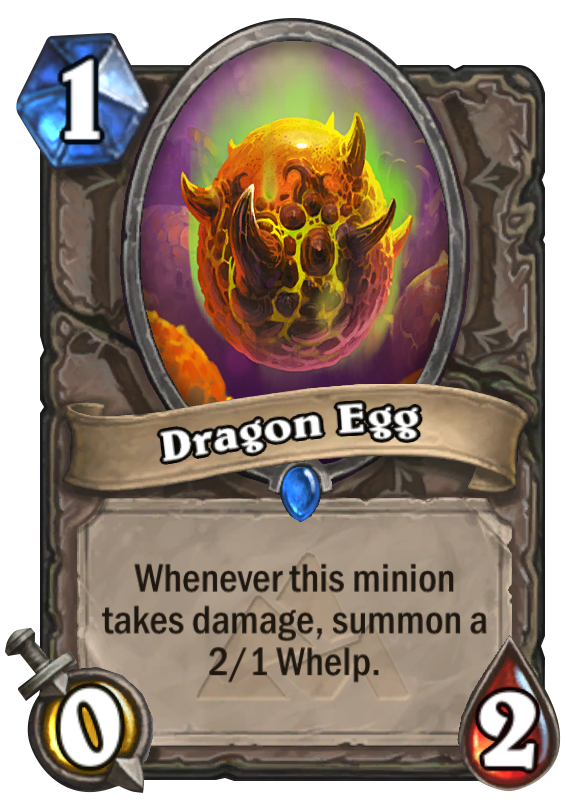 1
Dragon Egg
Whenever this minion
takes damage, summon a
2/1 Whelp.
0
2